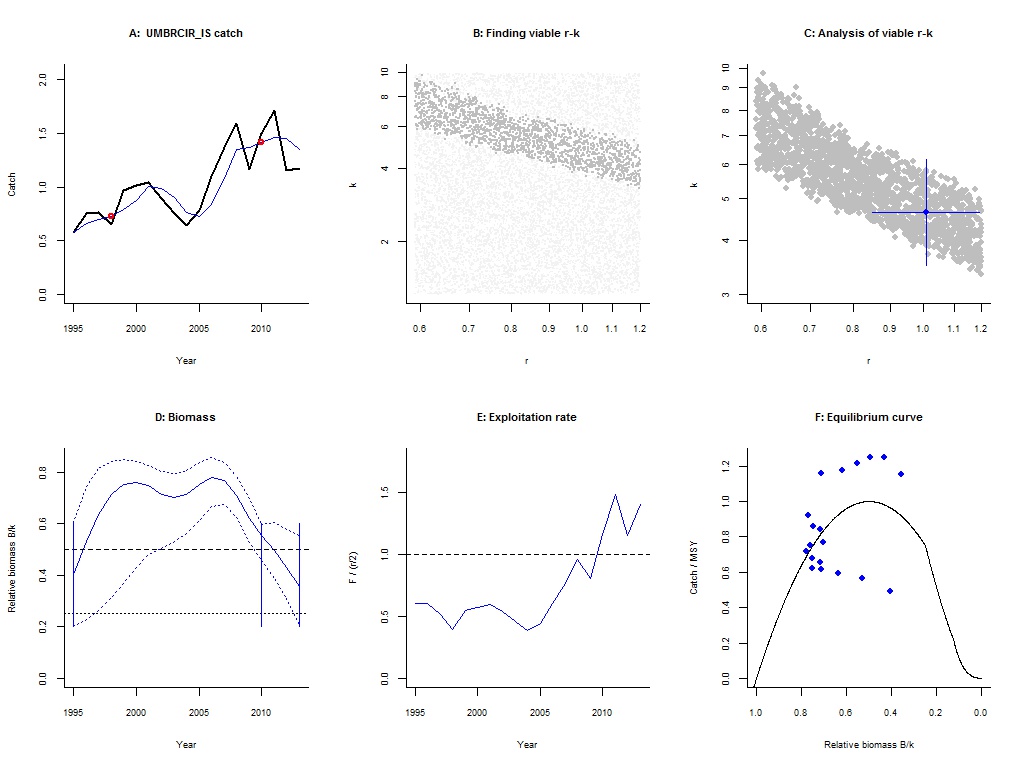 A: UMBRCIR_IS catch
Catch
2.0
1.5
1.0
0.5
0.0
1995 2000 2005 2010
Year
B: Finding viable r-k
k
10
8
6
4
2
0.6 0.7 0.8 0.9 1.0 1.1 1.2
r
C: Analysis of viable r-k
k
10
9
8
7
6
5
4
3
0.6 0.7 0.8 0.9 1.0 1.1 1.2
r
D: Biomass
Relative biomass B/k
0.8
0.6
0.4
0.2
0.0
1995 2000 2005 2010
Year
E: Exploitation rate
F / (r/2)
1.5
1.0
0.5
0.0
1995 2000 2005 2010
Year
F: Equilibrium curve
Catch / MSY
1.2
1.0
0.8
0.6
0.4
0.2
0.0
1.0 0.8 0.6 0.4 0.2 0.0
Relative biomass B/k